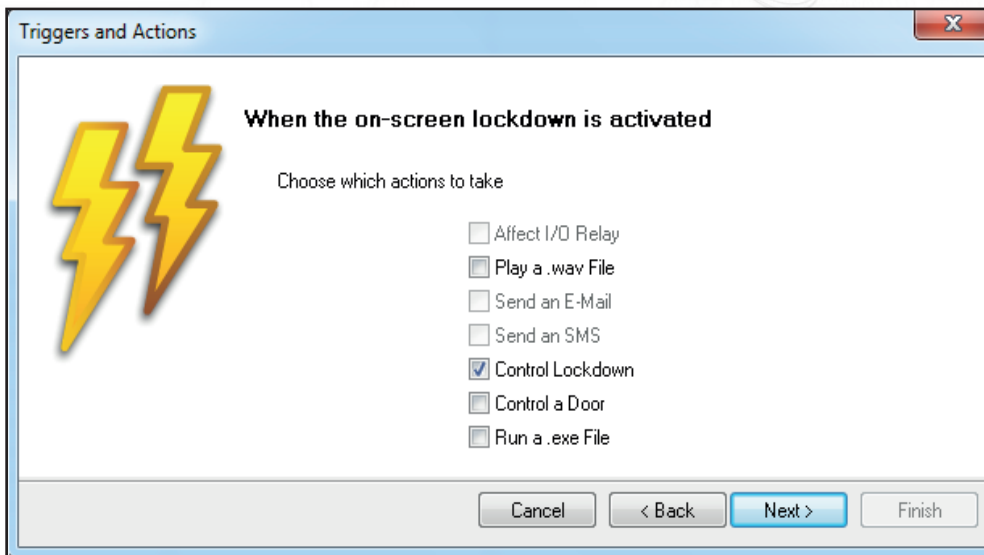 Triggers and Actions
When the on-screen lockdown is activated
Choose which actions to take
Affect I/O Relay
Play a .wav File
Send an E-Mail
Send an SMS
Control Lockdown
Control a Door
Run a .exe File
Cancel
< Back
Next >
Finish